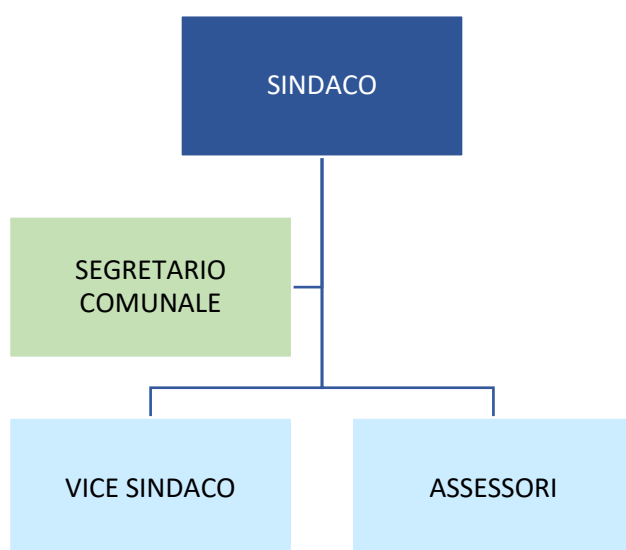 SINDACO
SEGRETARIO
COMUNALE
VICE SINDACO
ASSESSORI